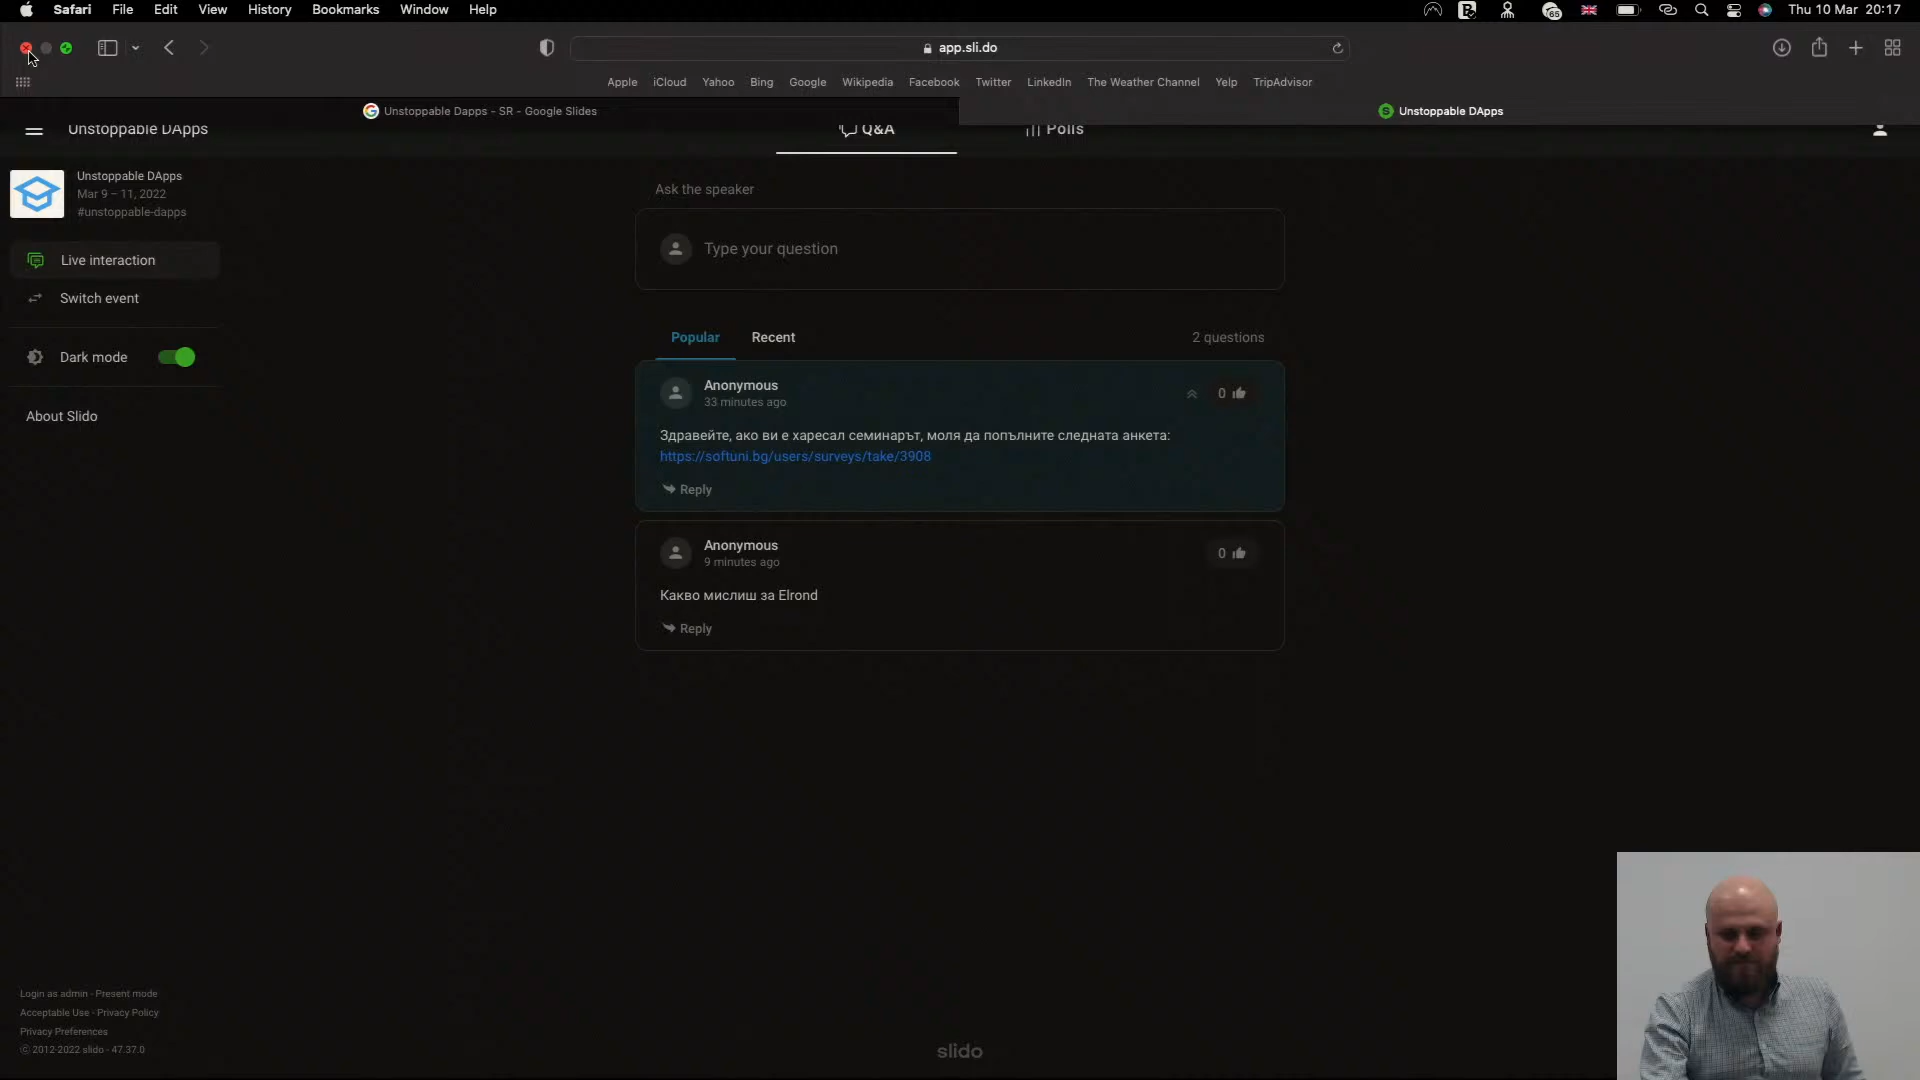 Safari File Edit View History Bookmarks Window Help
65
Thu 10 Mar 20:17
app.sli.do
Apple iCloud Yahoo Bing Google Wikipedia Facebook Twitter LinkedIn The Weather Channel Yelp TripAdvisor
Unstoppable Dapps - SR - Google Slides
Unstoppable DApps
Unstoppable DApps
Q&A
Polls
Unstoppable DApps
Mar 9 – 11, 2022
#unstoppable-dapps
Live interaction
Switch event
Dark mode
About Slido
Ask the speaker
Type your question
Popular Recent 2 questions
Anonymous
33 minutes ago
0
Здравейте, ако ви е харесал семинарът, моля да попълните следната анкета:
https://softuni.bg/users/surveys/take/3908
Reply
Anonymous
9 minutes ago
0
Какво мислиш за Elrond
Reply
Login as admin - Present mode
Acceptable Use - Privacy Policy
Privacy Preferences
© 2012-2022 slido - 47.37.0
slido